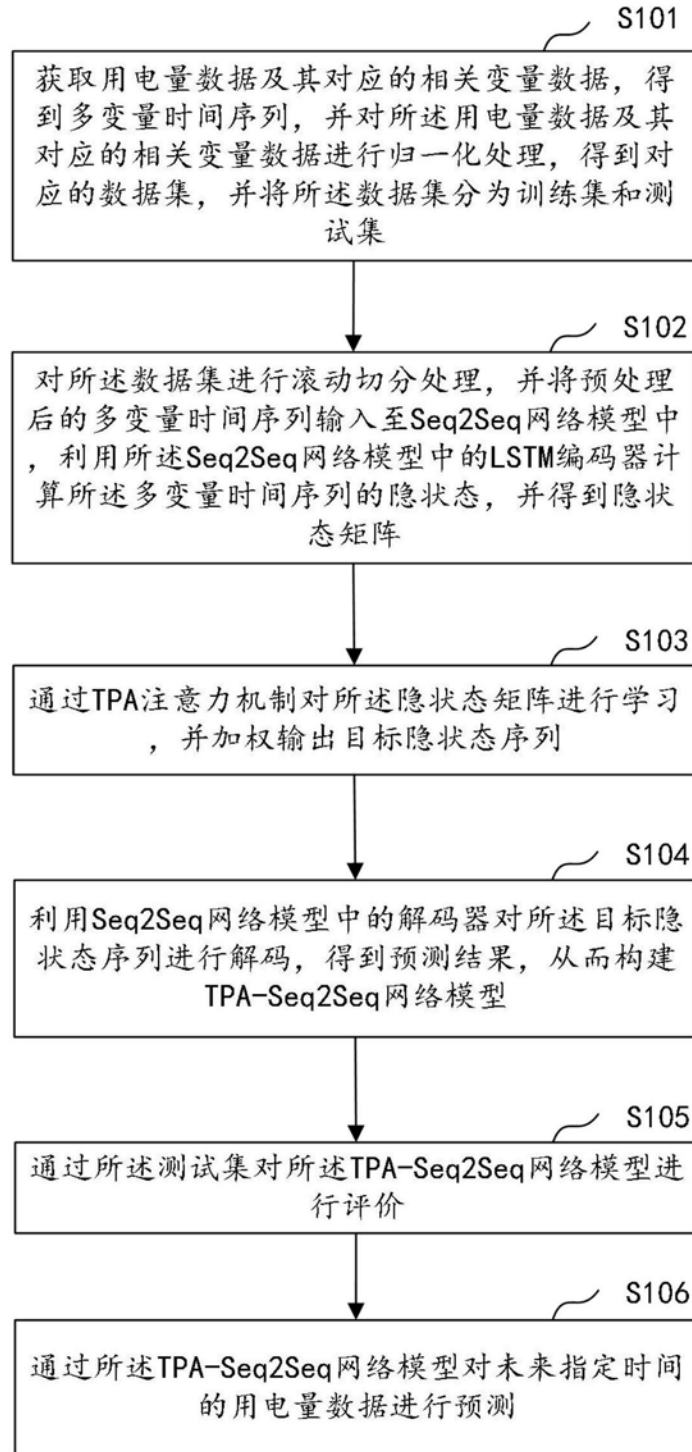 S101
获取用电量数据及其对应的相关变量数据，得
到多变量时间序列，并对所述用电量数据及其
对应的相关变量数据进行归一化处理，得到对
应的数据集，并将所述数据集分为训练集和测
试集
S102
对所述数据集进行滚动切分处理，并将预处理
后的多变量时间序列输入至Seq2Seq网络模型中
，利用所述Seq2Seq网络模型中的LSTM编码器计
算所述多变量时间序列的隐状态，并得到隐状
态矩阵
S103
通过TPA注意力机制对所述隐状态矩阵进行学习
，并加权输出目标隐状态序列
S104
利用Seq2Seq网络模型中的解码器对所述目标隐
状态序列进行解码，得到预测结果，从而构建
TPA-Seq2Seq网络模型
S105
通过所述测试集对所述TPA-Seq2Seq网络模型进
行评价
S106
通过所述TPA-Seq2Seq网络模型对未来指定时间
的用电量数据进行预测